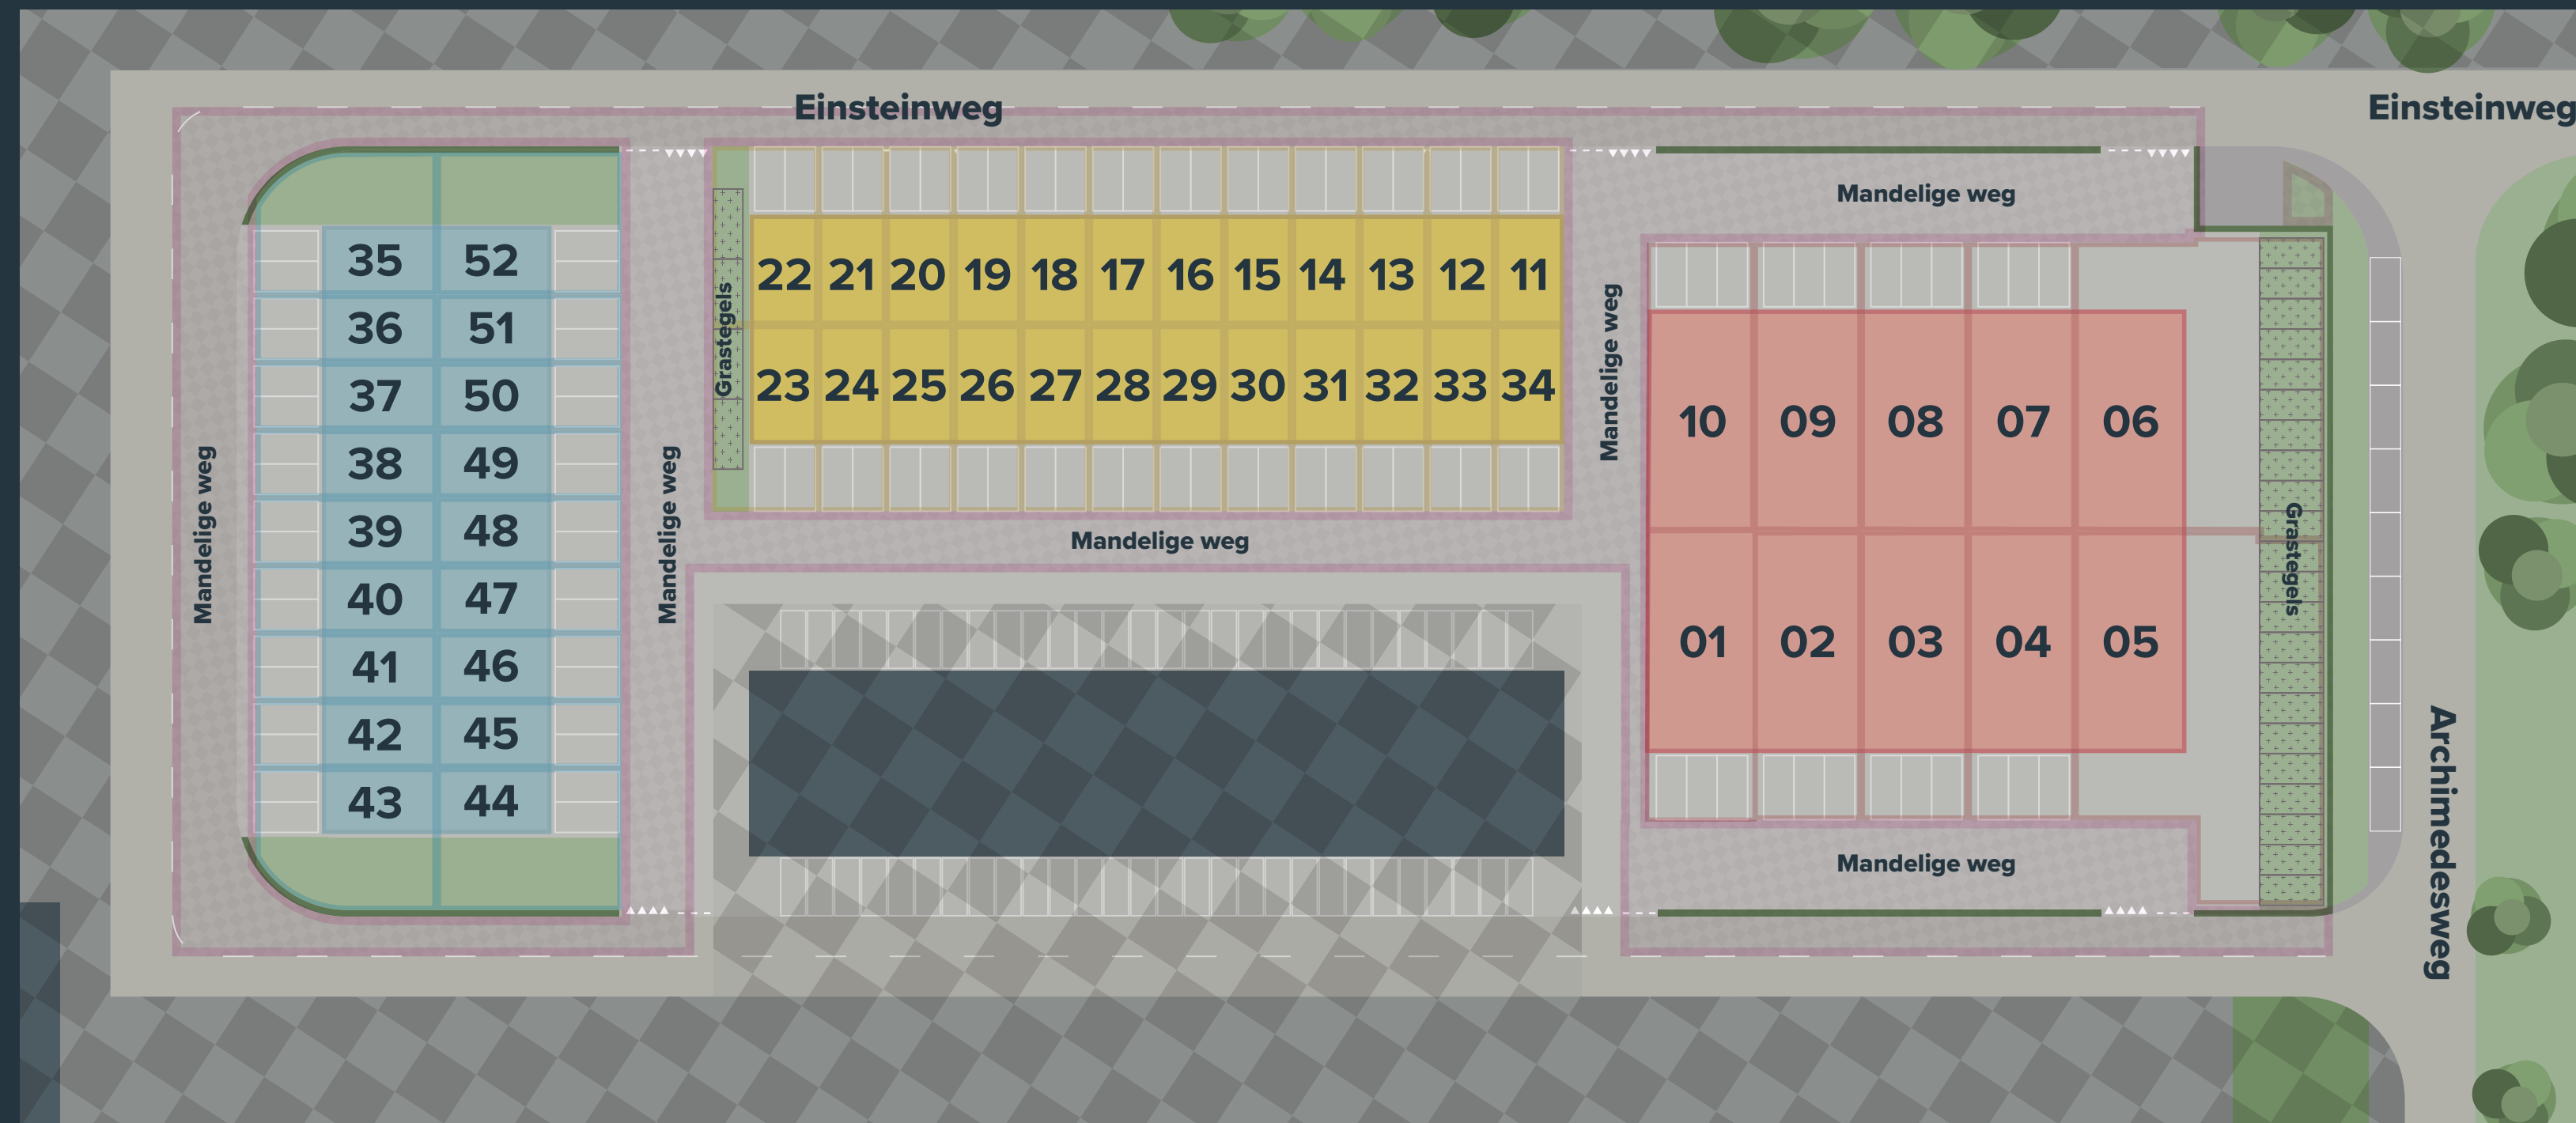 Einsteinweg
Einsteinweg
Mandelige weg
35 52
36 51
37 50
38 49
39 48
40 47
41 46
42 45
43 44
Mandelige weg
Mandelige weg
Grastegels
22 21 20 19 18 17 16 15 14 13 12 11
23 24 25 26 27 28 29 30 31 32 33 34
Mandelige weg
Mandelige weg
10 09 08 07 06
01 02 03 04 05
Grastegels
Mandelige weg
Archimedesweg